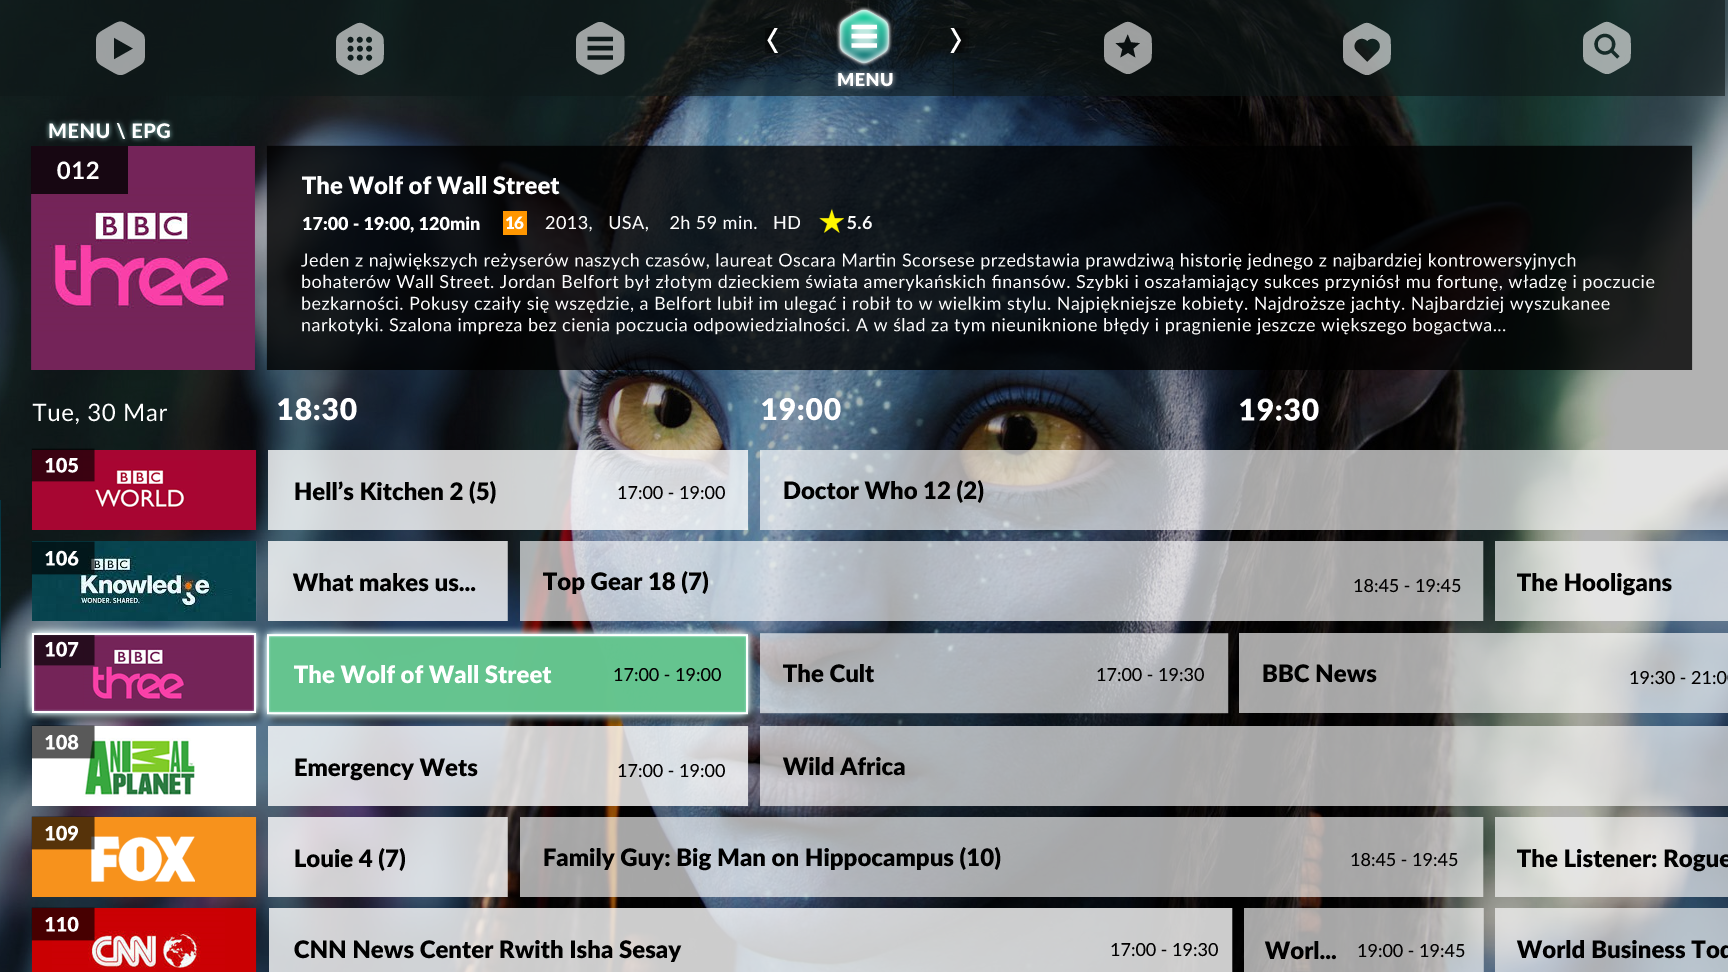 MENU
MENU \ EPG
012
BBC
three
The Wolf of Wall Street
17:00 - 19:00, 120min 16 2013, USA, 2h 59 min. HD 5.6
Jeden z największych reżyserów naszych czasów, laureat Oscara Martin Scorsese przedstawia prawdziwą historię jednego z najbardziej kontrowersyjnych
bohaterów Wall Street. Jordan Belfort był złotym dzieckiem świata amerykańskich finansów. Szybki i oszałamiający sukces przyniósł mu fortunę, władzę i poczucie
bezkarności. Pokusy czaiły się wszędzie, a Belfort lubił im ulegać i robił to w wielkim stylu. Najpiękniejsze kobiety. Najdroższe jachty. Najbardziej wyszukanee
narkotyki. Szalona impreza bez cienia poczucia odpowiedzialności. A w ślad za tym nieuniknione błędy i pragnienie jeszcze większego bogactwa...
Tue, 30 Mar 18:30 19:00 19:30
105 BBC WORLD
Hell's Kitchen 2 (5) 17:00 - 19:00 Doctor Who 12 (2)
106 BBC Knowledge
WONDER. SHARED.
What makes us... Top Gear 18 (7) 18:45 - 19:45 The Hooligans
107 BBC three
The Wolf of Wall Street 17:00 - 19:00 The Cult 17:00 - 19:30 BBC News 19:30 - 21:0
108 ANIMAL PLANET
Emergency Wets 17:00 - 19:00 Wild Africa
109 FOX
Louie 4 (7) Family Guy: Big Man on Hippocampus (10) 18:45 - 19:45 The Listener: Rogue
110 CNN
CNN News Center Rwith Isha Sesay 17:00 - 19:30 Worl... 19:00 - 19:45 World Business Tod